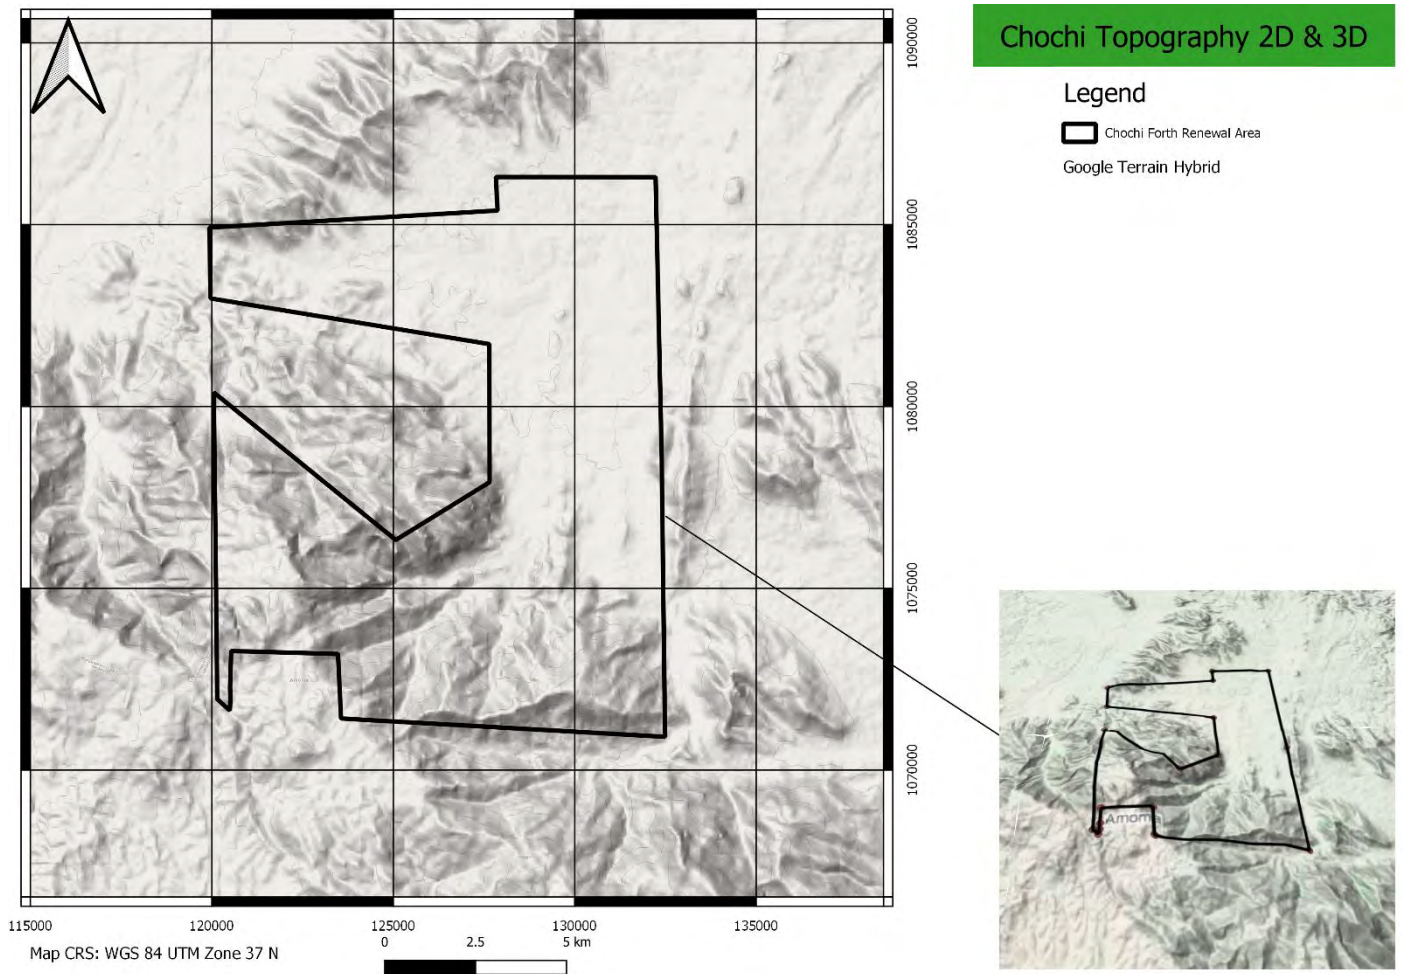 Chochi Topography 2D & 3D
Legend
Chochi Forth Renewal Area
Google Terrain Hybrid
1090000
1085000
1080000
1075000
1070000
115000
120000
125000
130000
135000
Map CRS: WGS 84 UTM Zone 37 N
0
2.5
5 km